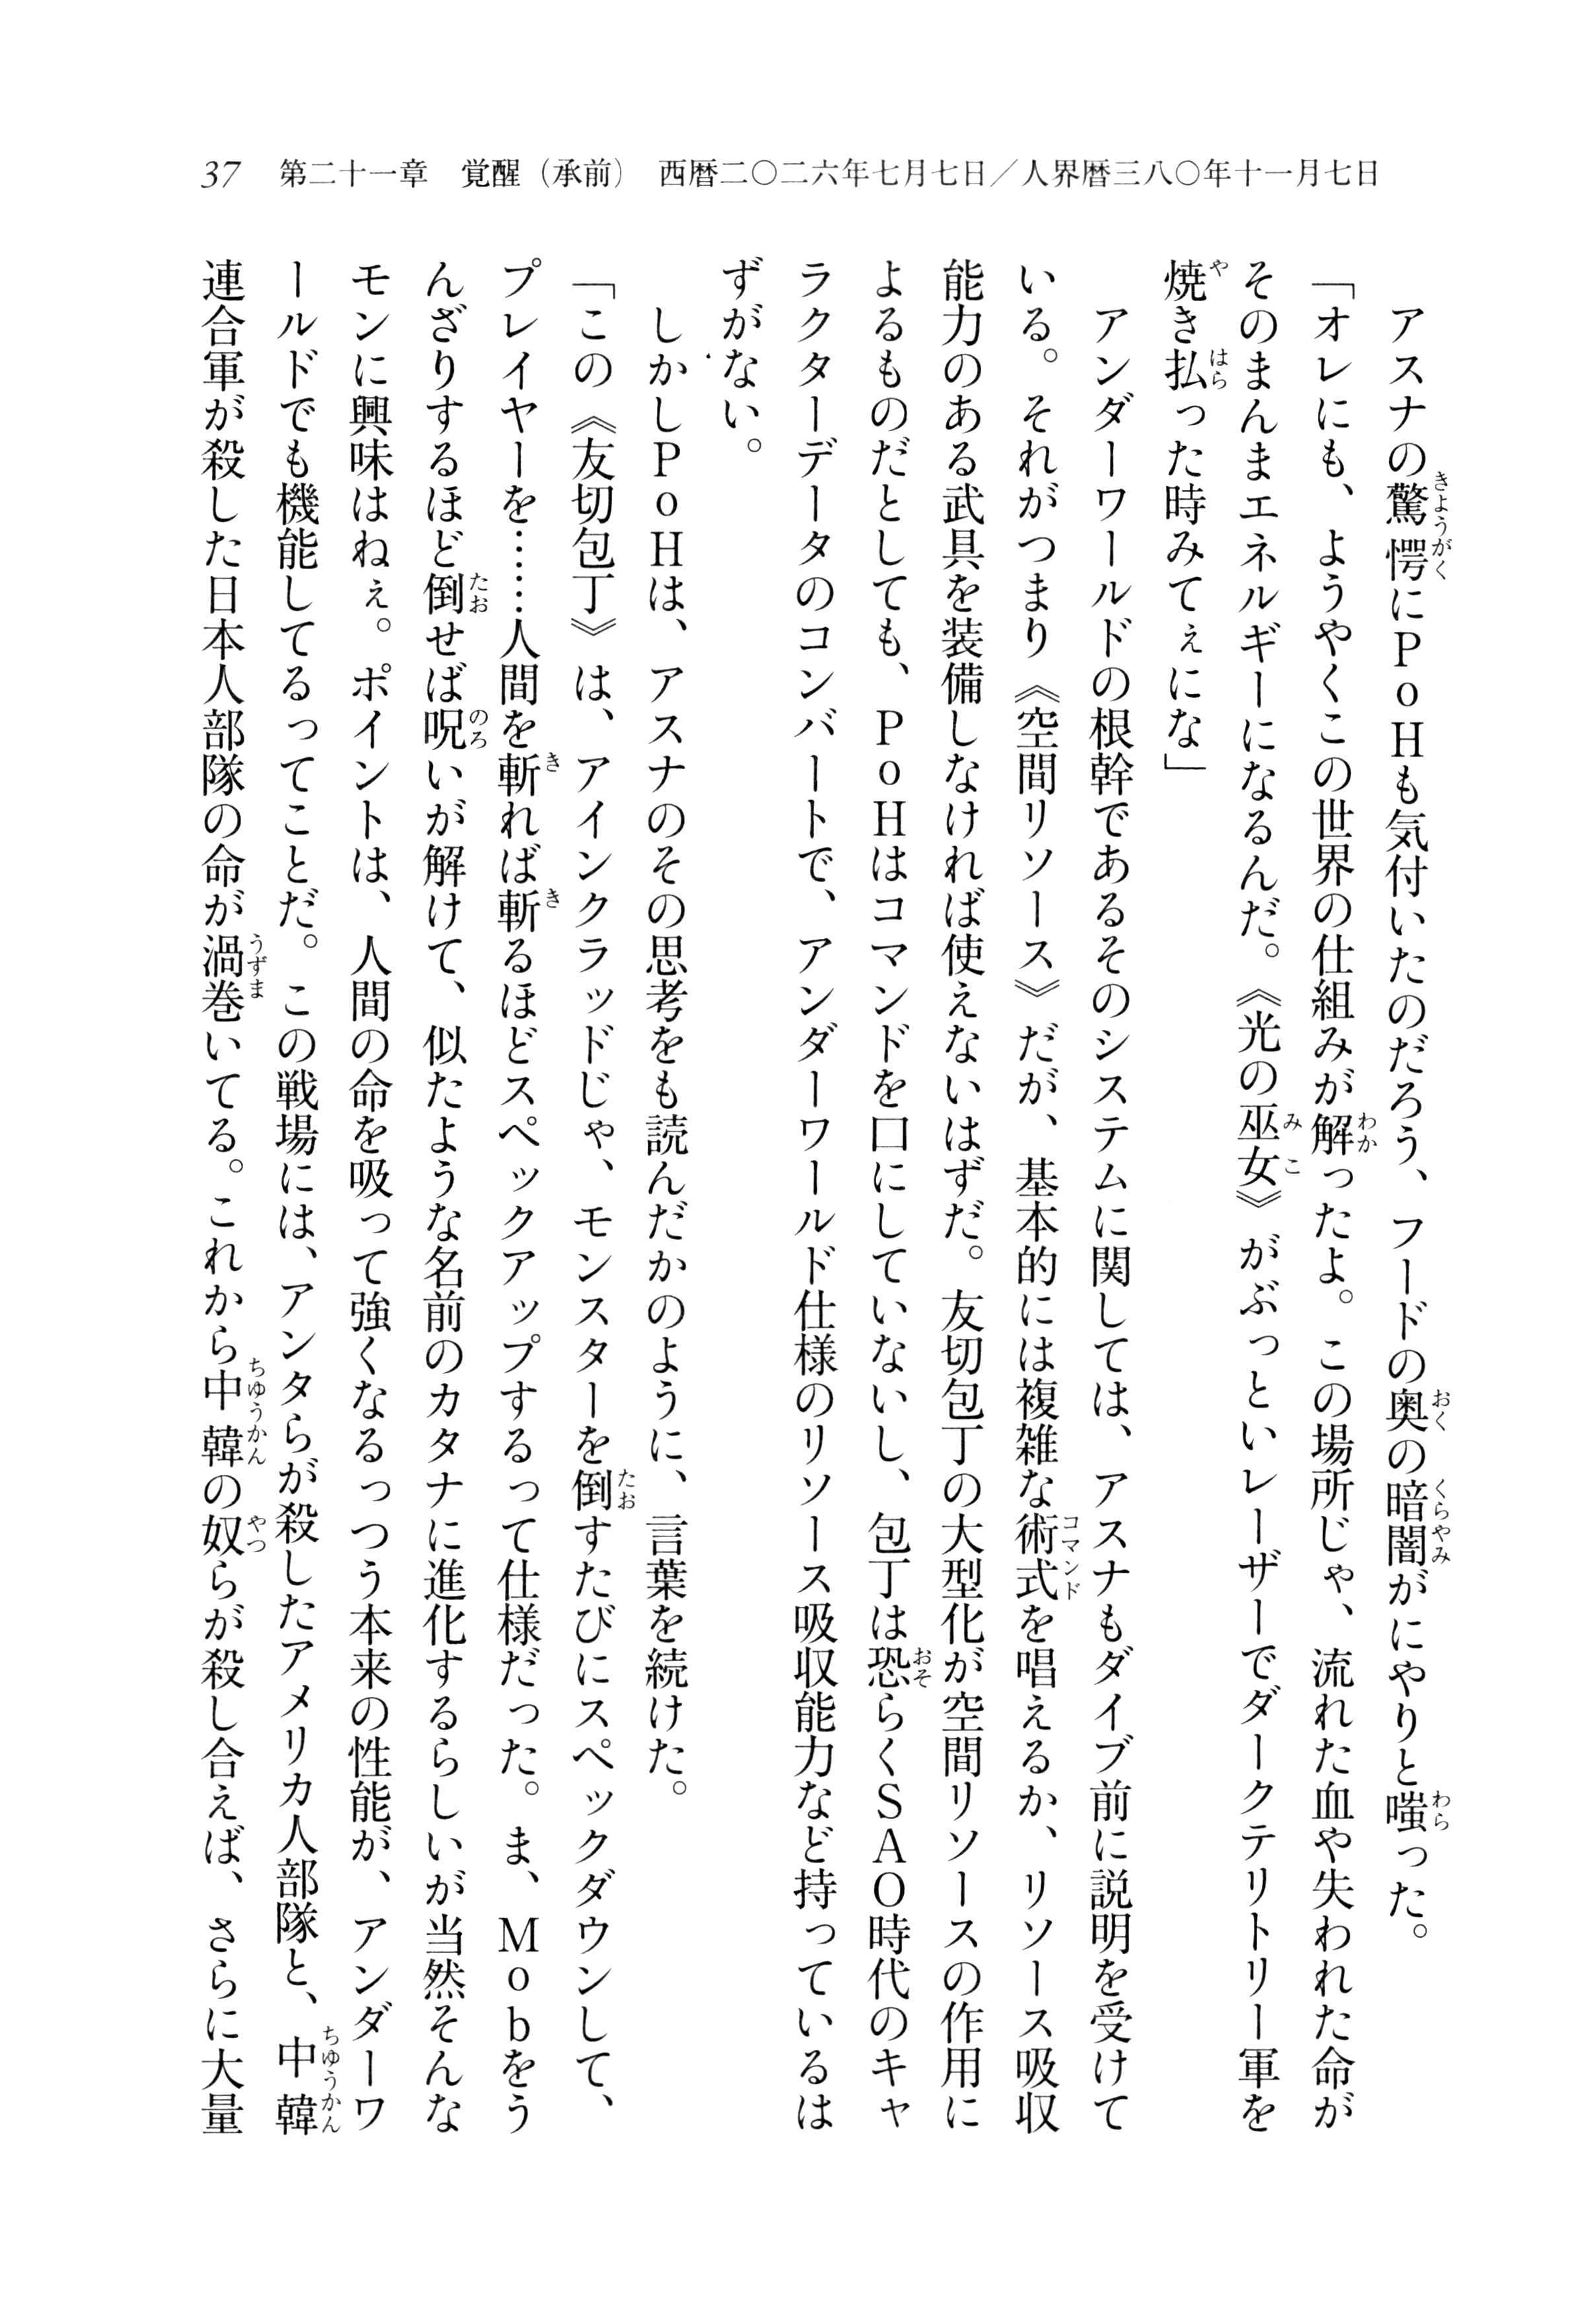 37　第二十一章　覚醒（承前）　西暦二〇二六年七月七日／人界暦三八〇年十一月七日
　アスナの驚愕にPoHも気付いたのだろう、フードの奥の暗闇がにやりと嗤った。
「オレにも、ようやくこの世界の仕組みが解ったよ。この場所じゃ、流れた血や失われた命が
そのまんまエネルギーになるんだ。《光の巫女》がぶっといレーザーでダークテリトリー軍を
焼き払った時みてぇにな」
　アンダーワールドの根幹であるそのシステムに関しては、アスナもダイブ前に説明を受けて
いる。それがつまり《空間リソース》だが、基本的には複雑な術式を唱えるか、リソース吸収
能力のある武具を装備しなければ使えないはずだ。友切包丁の大型化が空間リソースの作用に
よるものだとしても、PoHはコマンドを口にしていないし、包丁は恐らくSAO時代のキャ
ラクターデータのコンバートで、アンダーワールド仕様のリソース吸収能力など持っているは
ずがない。
　しかしPoHは、アスナのその思考をも読んだかのように、言葉を続けた。
「この《友切包丁》は、アインクラッドじゃ、モンスターを倒すたびにスペックダウンして、
プレイヤーを……人間を斬れば斬るほどスペックアップするって仕様だった。ま、Mobをう
んざりするほど倒せば呪いが解けて、似たような名前のカタナに進化するらしいが当然そんな
モンに興味はねぇ。ポイントは、人間の命を吸って強くなるっつう本来の性能が、アンダーワ
ールドでも機能してるってことだ。この戦場には、アンタらが殺したアメリカ人部隊と、中韓
連合軍が殺した日本人部隊の命が渦巻いてる。これから中韓の奴らが殺し合えば、さらに大量